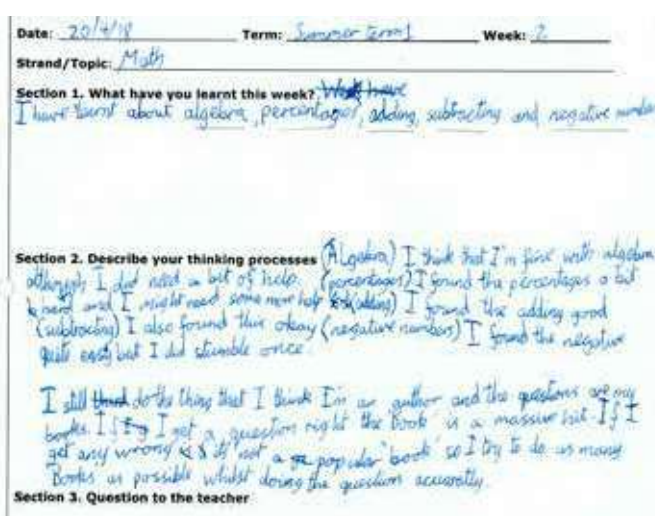 Date: 20/4/18 Term: Summer term1 Week: 2
Strand/Topic: Math
Section 1. What have you learnt this week? What have
I have learnt about algebra, percentages, adding, subtracting and negative number
Section 2. Describe your thinking processes (Algebra) I think that I'm fine with algebra
although I did need a bit of help. (percentages) I found the percentages a bit
hard and I might need some more help (adding) I found the adding good
(subtracting) I also found this okay (negative numbers) I found the negative
quite easy but I did stumble once.
I still do the thing that I think I'm an author and the questions are my
books. If I get a question right the 'book' is a massive hit If I
get any wrong it's not a popular 'book' so I try to do as many
Books as possible whilst doing the question accurately.
Section 3. Question to the teacher